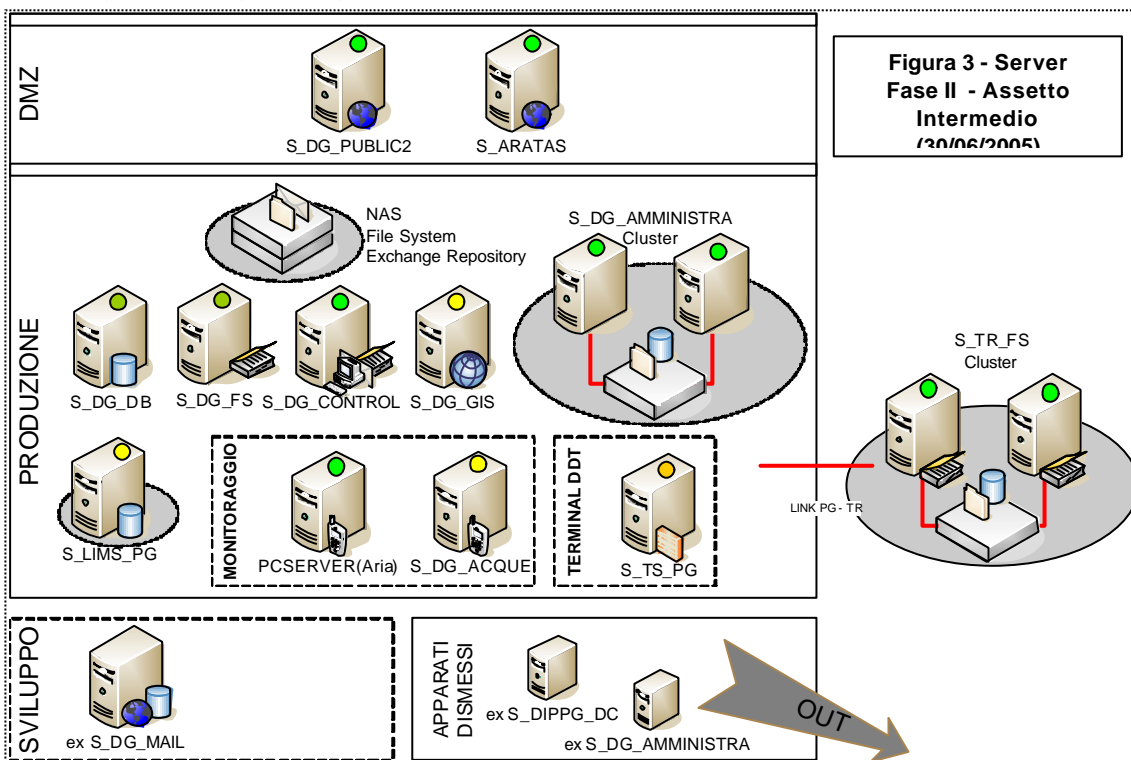 DMZ
S_DG_PUBLIC2
S_ARATAS
Figura 3 - Server
Fase II - Assetto
Intermedio
(30/06/2005)
PRODUZIONE
NAS
File System
Exchange Repository
S_DG_AMMINISTRA
Cluster
S_DG_DB
S_DG_FS
S_DG_CONTROL
S_DG_GIS
S_TR_FS
Cluster
S_LIMS_PG
MONITORAGGIO
PCSERVER(Aria)
S_DG_ACQUE
TERMINAL DDT
S_TS_PG
LINK PG - TR
SVILUPPO
ex S_DG_MAIL
APPARATI
DISMESSI
ex S_DIPPG_DC
ex S_DG_AMMINISTRA
OUT